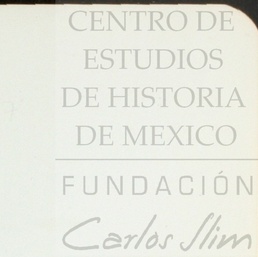 CENTRO DE
ESTUDIOS
DE HISTORIA
DE MEXICO
FUNDACIÓN
Carlos Slim